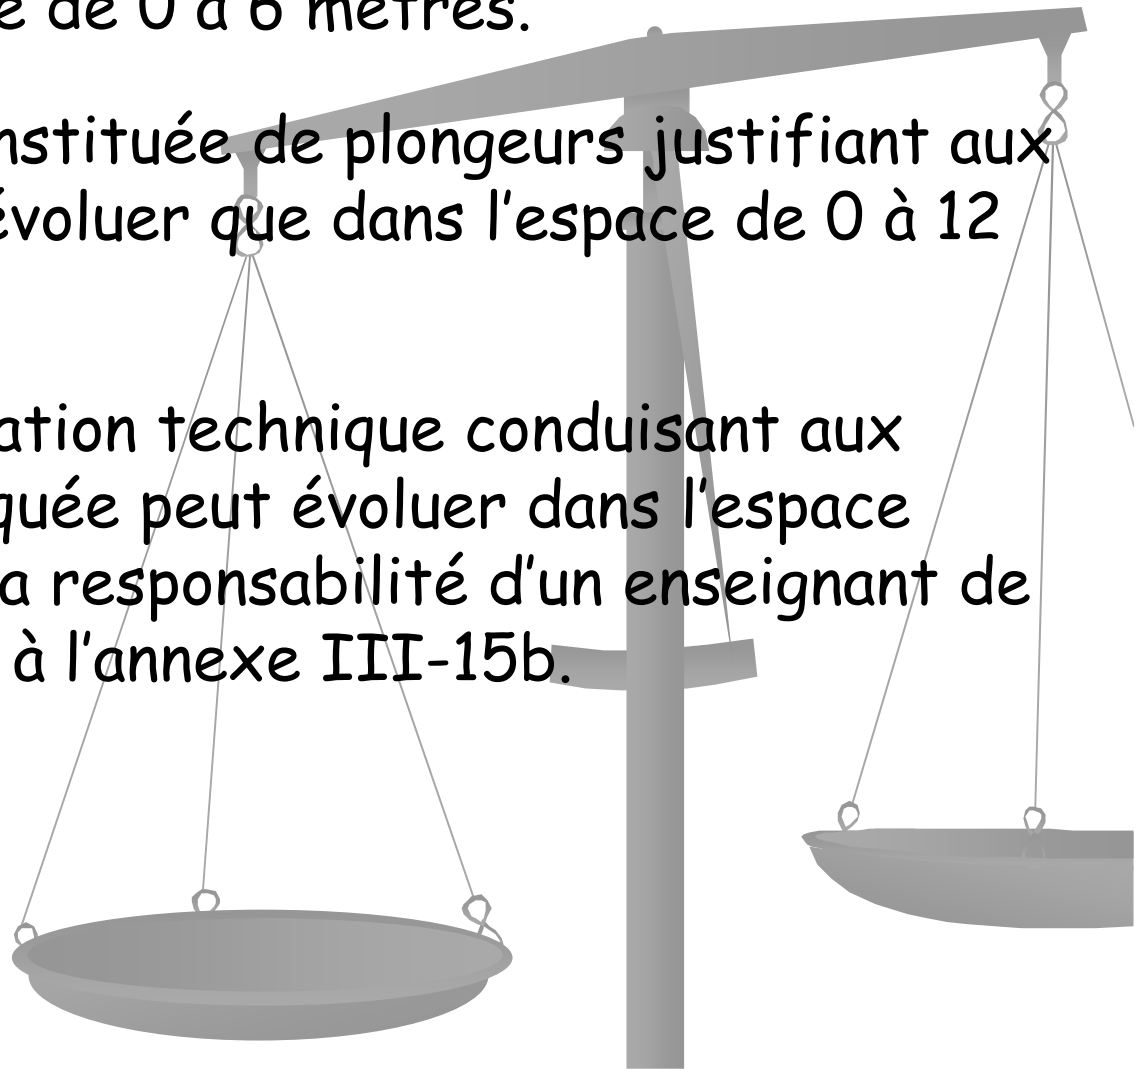 de 0 à 6 mètres.
nstituée de plongeurs justifiant aux
évoluer que dans l’espace de 0 à 12
ation technique conduisant aux
quée peut évoluer dans l’espace
a responsabilité d’un enseignant de
à l’annexe III-15b.